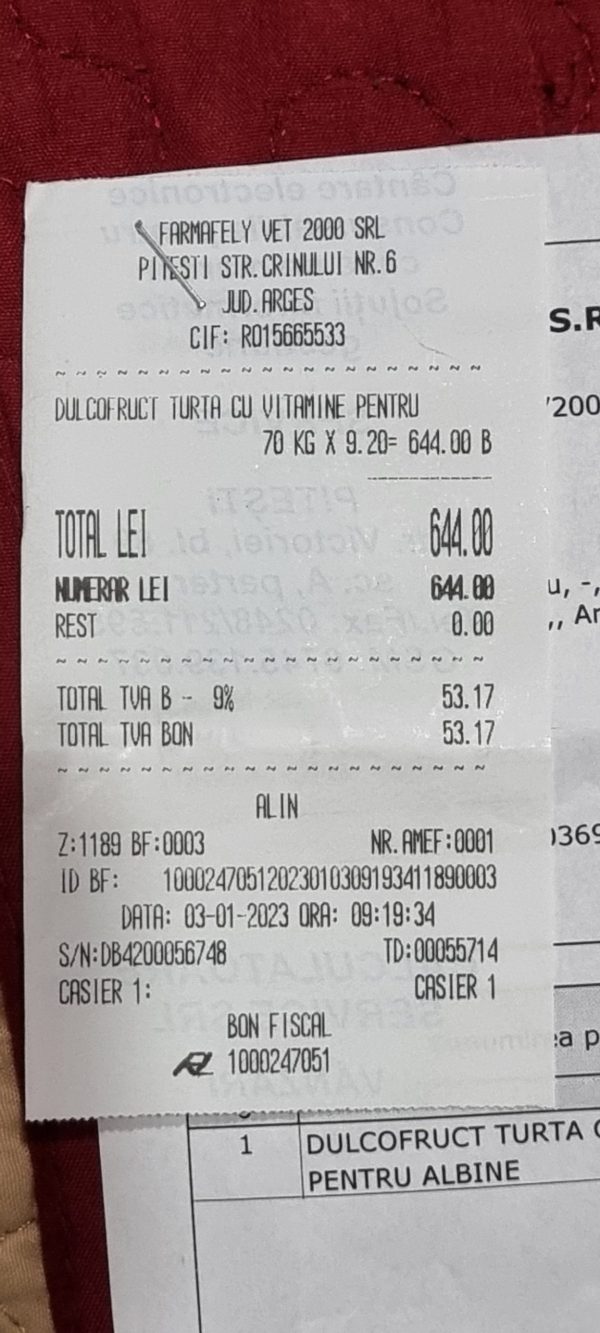 FARMAFELY VET 2000 SRL
PITESTI STR.CRINULUI NR.6
JUD.ARGES
CIF: RO15665533
DULCOFRUCT TURTA CU VITAMINE PENTRU
70 KG X 9.20= 644.00 B
TOTAL LEI 644.00
NUMERAR LEI 644.00
REST 0.00
TOTAL TVA B - 9% 53.17
TOTAL TVA BON 53.17
ALIN
Z:1189 BF:0003 NR.AMEF:0001
ID BF: 10002470512023010309193411890003
DATA: 03-01-2023 ORA: 09:19:34
S/N:DB4200056748 TD:00055714
CASIER 1: CASIER 1
BON FISCAL
1000247051
S.R
/200
u, -,
,, Ar
0369
ea p
1 DULCOFRUCT TURTA C
PENTRU ALBINE